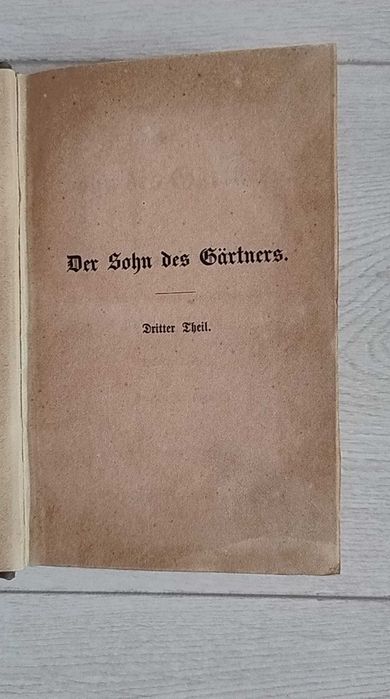 Der Sohn des Gärtners.
Dritter Theil.